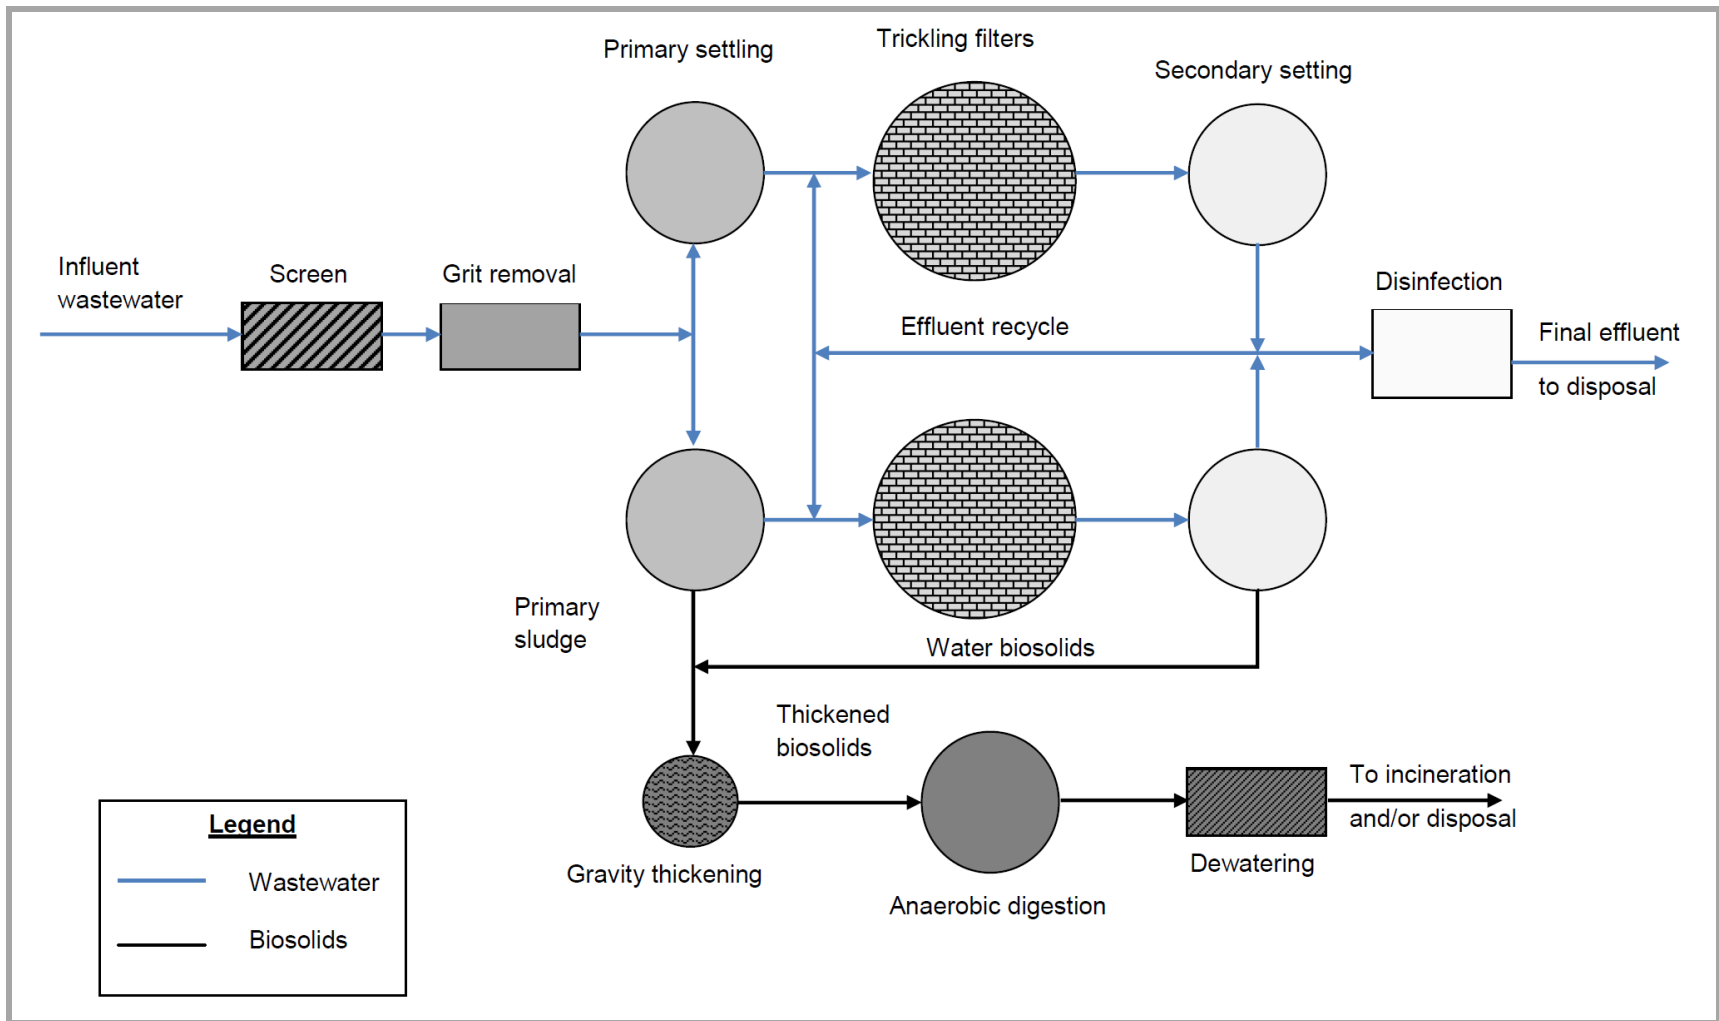 Primary settling
Trickling filters
Secondary setting
Influent
wastewater
Screen
Grit removal
Effluent recycle
Disinfection
Final effluent
to disposal
Primary
sludge
Water biosolids
Thickened
biosolids
To incineration
and/or disposal
Gravity thickening
Anaerobic digestion
Dewatering
Legend
Wastewater
Biosolids